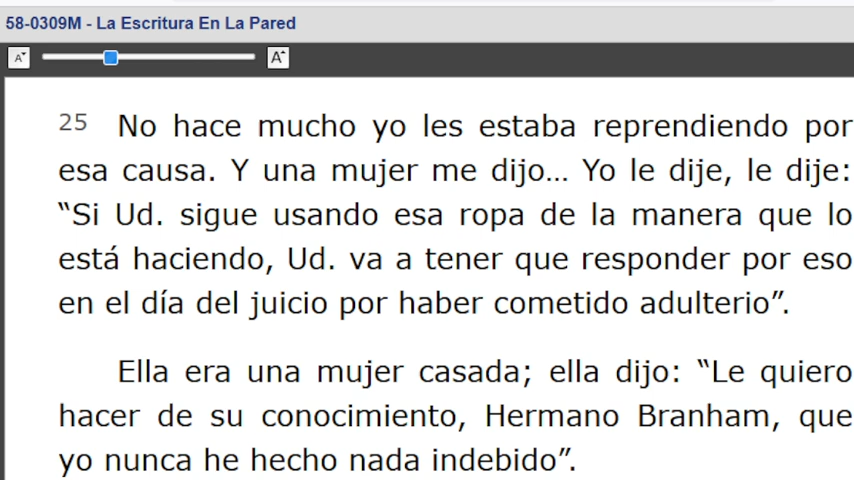 58-0309M - La Escritura En La Pared
A A
25 No hace mucho yo les estaba reprendiendo por
esa causa. Y una mujer me dijo... Yo le dije, le dije:
“Si Ud. sigue usando esa ropa de la manera que lo
está haciendo, Ud. va a tener que responder por eso
en el día del juicio por haber cometido adulterio”.
Ella era una mujer casada; ella dijo: “Le quiero
hacer de su conocimiento, Hermano Branham, que
yo nunca he hecho nada indebido”.